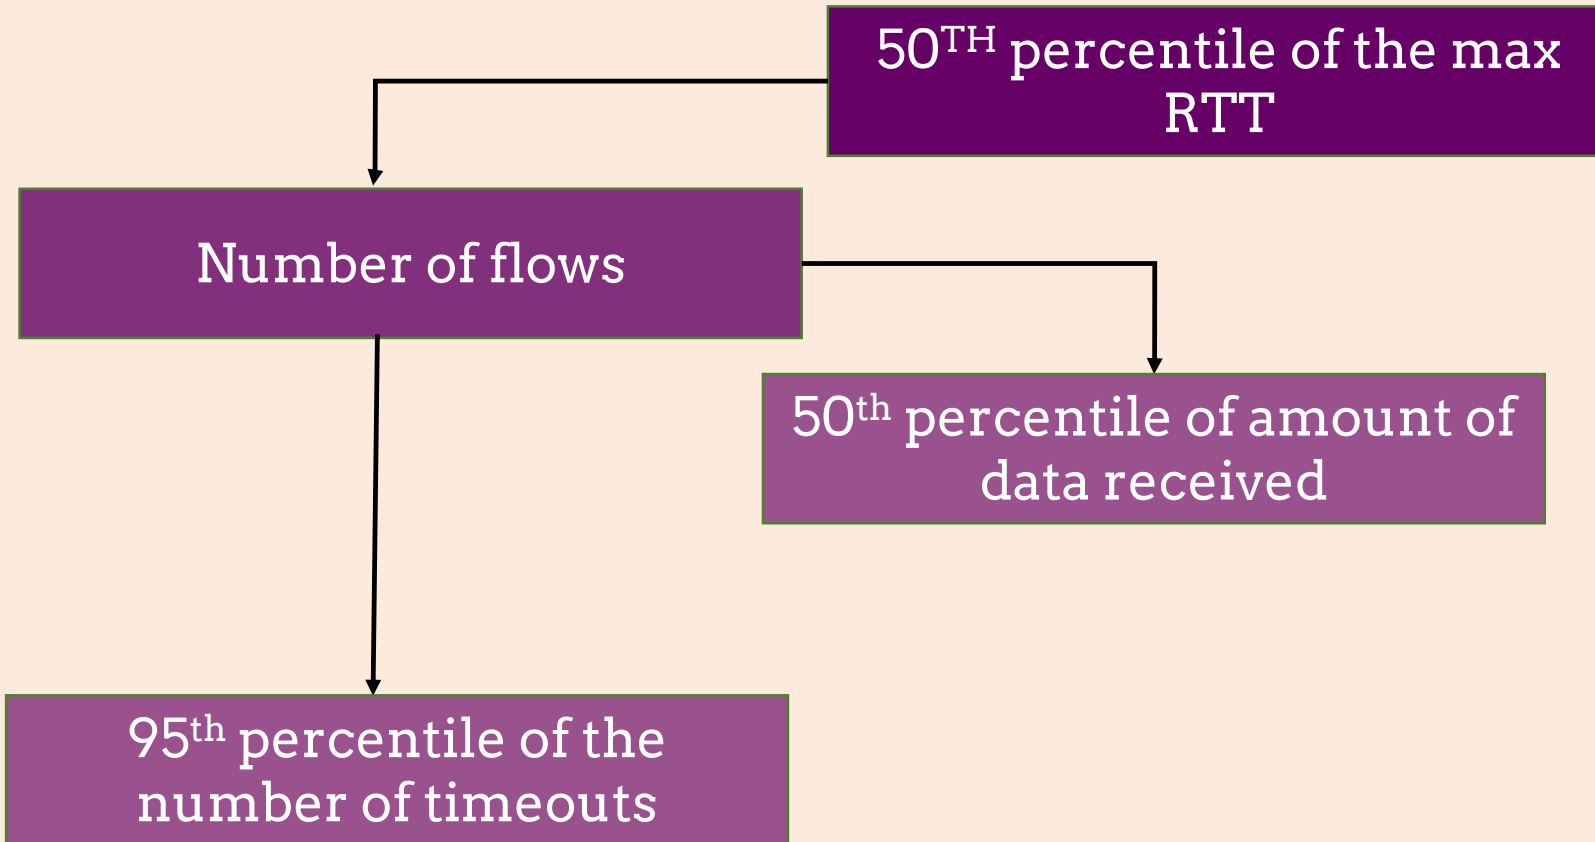 50TH percentile of the max
RTT
Number of flows
50th percentile of amount of
data received
95th percentile of the
number of timeouts